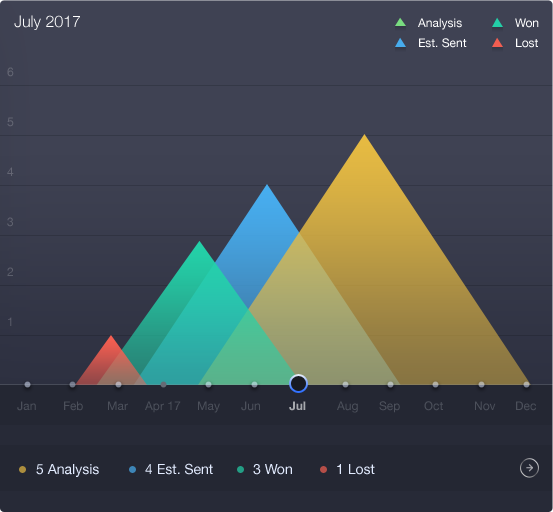 July 2017
Analysis
Won
Est. Sent
Lost
6
5
4
3
2
1
Jan Feb Mar Apr 17 May Jun Jul Aug Sep Oct Nov Dec
5 Analysis 4 Est. Sent 3 Won 1 Lost